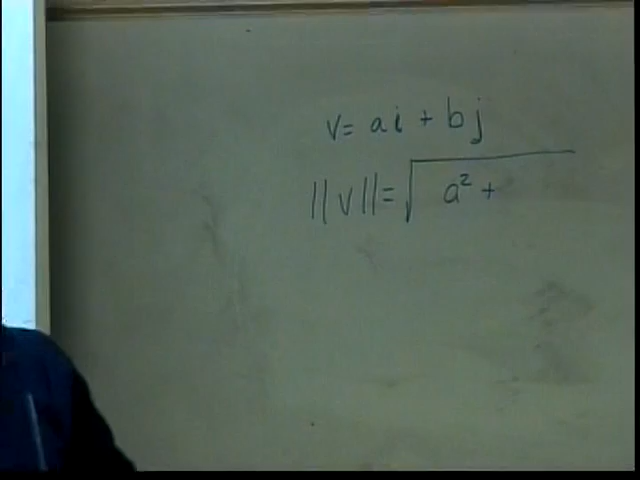 v = ai + bj
||v|| = √a² +